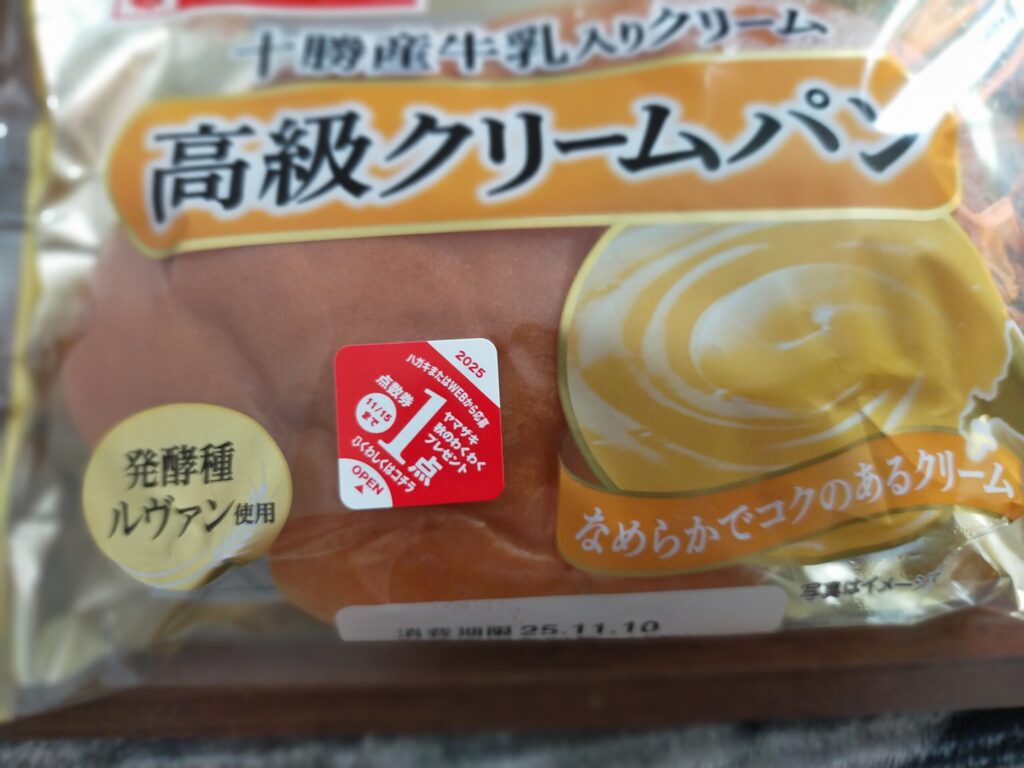 十勝産牛乳入りクリーム
高級クリームパン
2025
ハガキまたはWEBから応募
点数券
11/15
まで
1点
ヤマザキ
秋のわくわく
プレゼント
くわしくはコチラ
OPEN
発酵種
ルヴァン使用
なめらかでコクのあるクリーム
写真はイメージで
消費期限 25.11.10